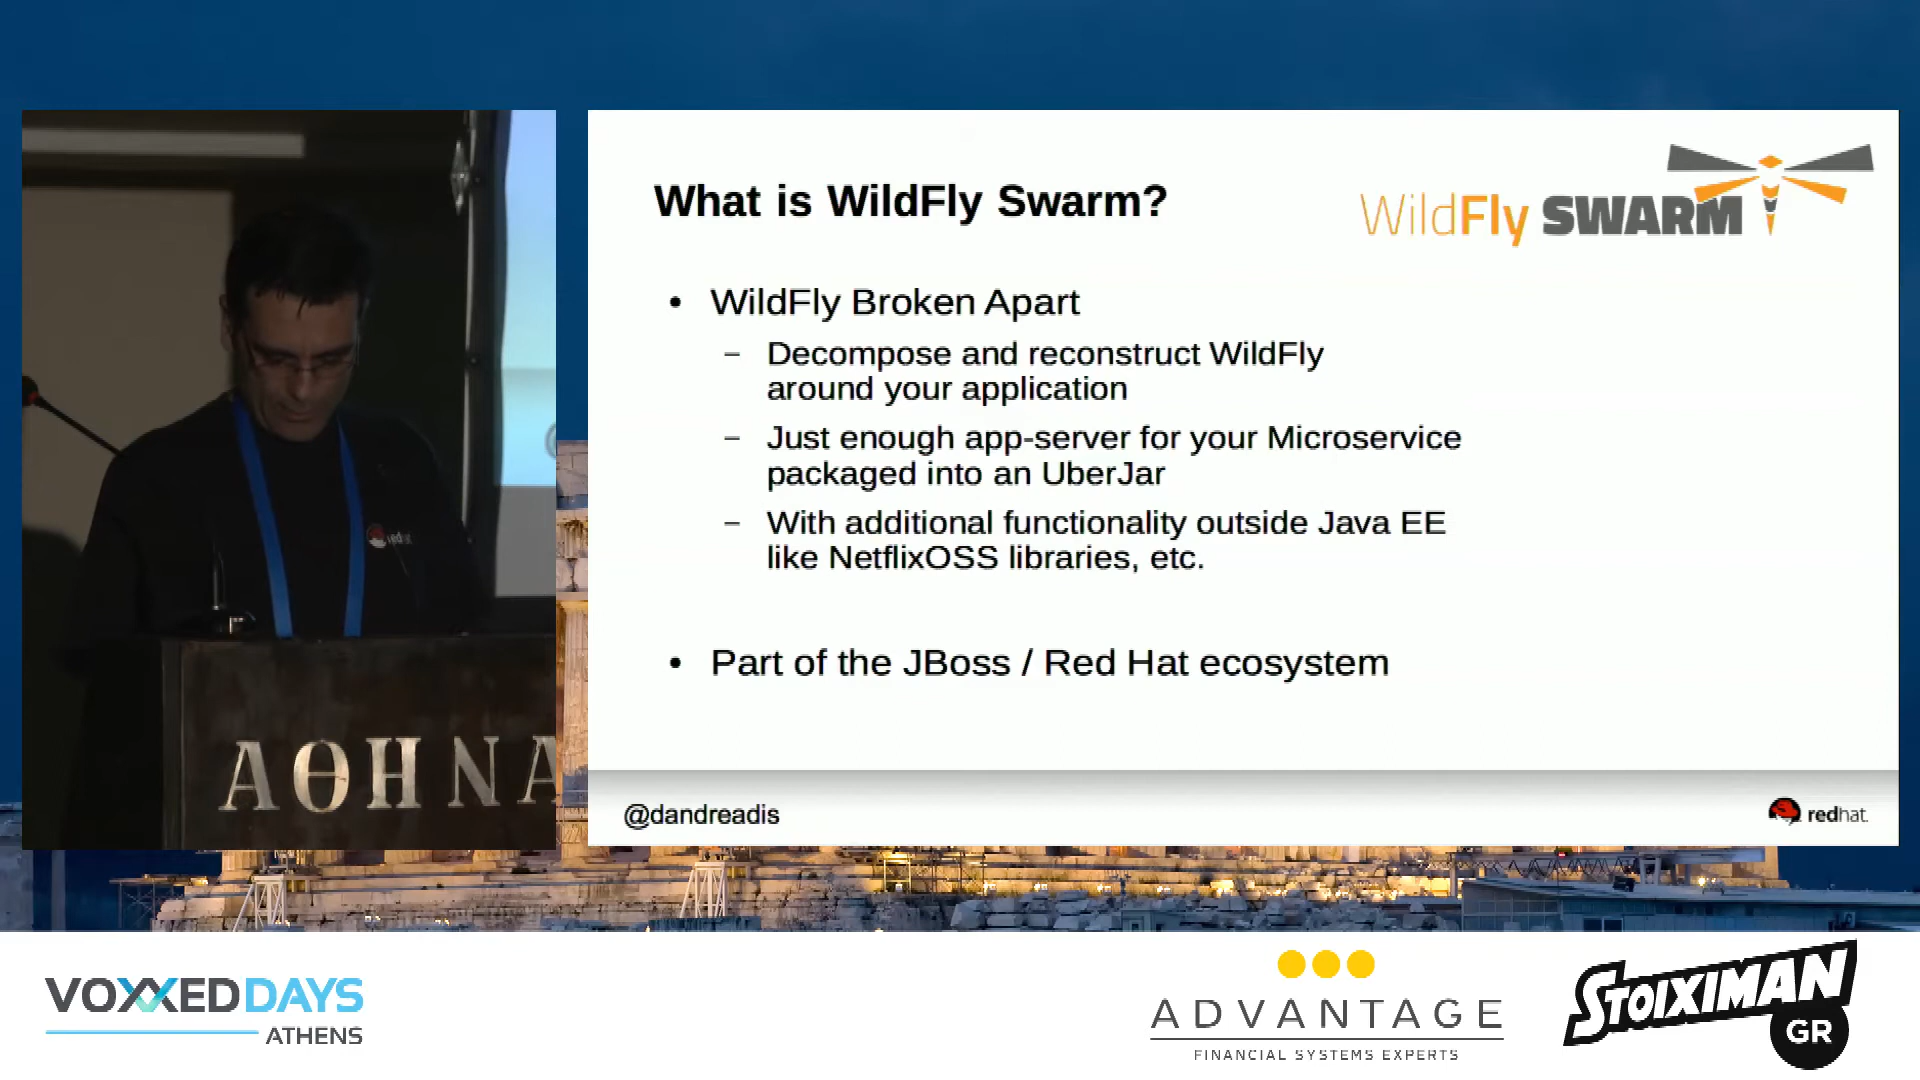 What is WildFly Swarm?
WildFly SWARM
• WildFly Broken Apart
– Decompose and reconstruct WildFly
around your application
– Just enough app-server for your Microservice
packaged into an UberJar
– With additional functionality outside Java EE
like NetflixOSS libraries, etc.
• Part of the JBoss / Red Hat ecosystem
@dandreadis
redhat.
redhat
ΑΘΗΝΑ
VOXXEDDAYS
ATHENS
ADVANTAGE
FINANCIAL SYSTEMS EXPERTS
STOIXIMAN
GR